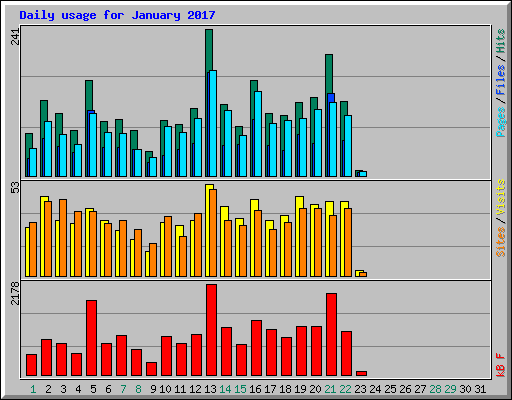 Daily usage for January 2017
241
Pages / Files / Hits
53
Sites / Visits
2178
kB F
1 2 3 4 5 6 7 8 9 10 11 12 13 14 15 16 17 18 19 20 21 22 23 24 25 26 27 28 29 30 31